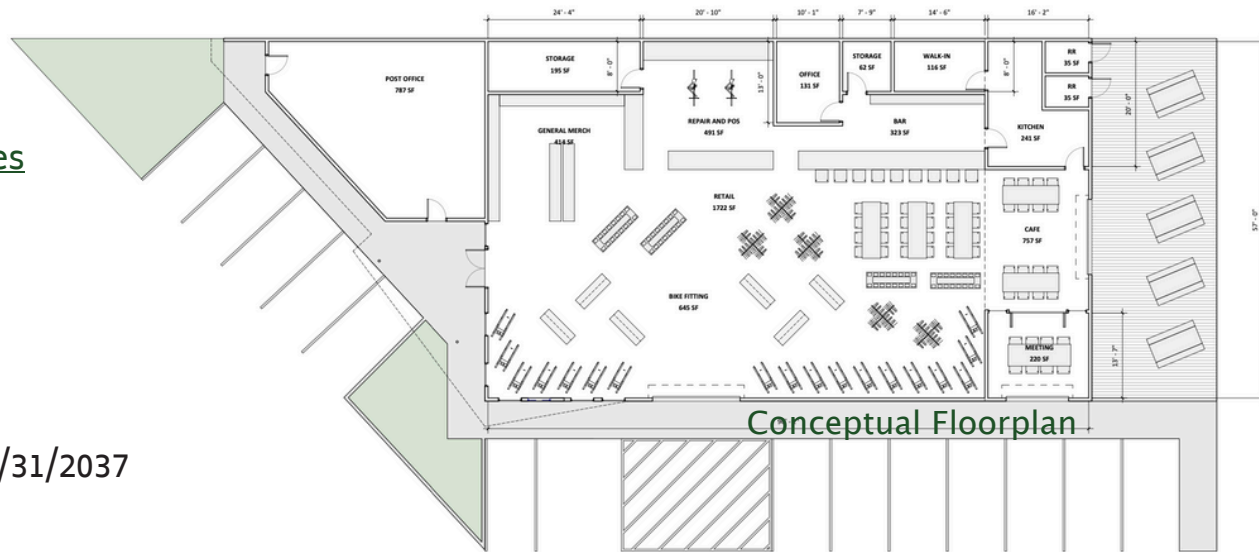 24' - 4"
20' - 10"
10' - 1"
7' - 9"
14' - 6"
16' - 2"
POST OFFICE
787 SF
STORAGE
195 SF
8' - 0"
13' - 0"
OFFICE
131 SF
STORAGE
62 SF
WALK-IN
116 SF
8' - 0"
RR
35 SF
RR
35 SF
20' - 0"
GENERAL MERCH
414 SF
REPAIR AND POS
491 SF
BAR
323 SF
KITCHEN
241 SF
es
RETAIL
1722 SF
CAFE
757 SF
57' - 0"
BIKE FITTING
645 SF
MEETING
220 SF
13' - 7"
Conceptual Floorplan
/31/2037